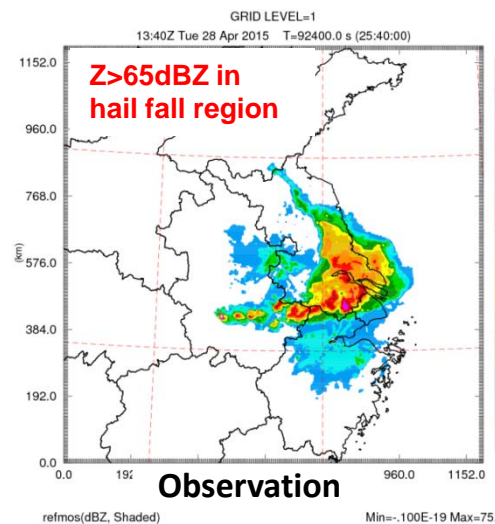 GRID LEVEL=1
13:40Z Tue 28 Apr 2015 T=92400.0 s (25:40:00)
1152.0
Z>65dBZ in
hail fall region
960.0
768.0
(km)
576.0
384.0
192.0
0.0
0.0 192 960.0 1152.0
Observation
refmos(dBZ, Shaded) Min=-.100E-19 Max=75